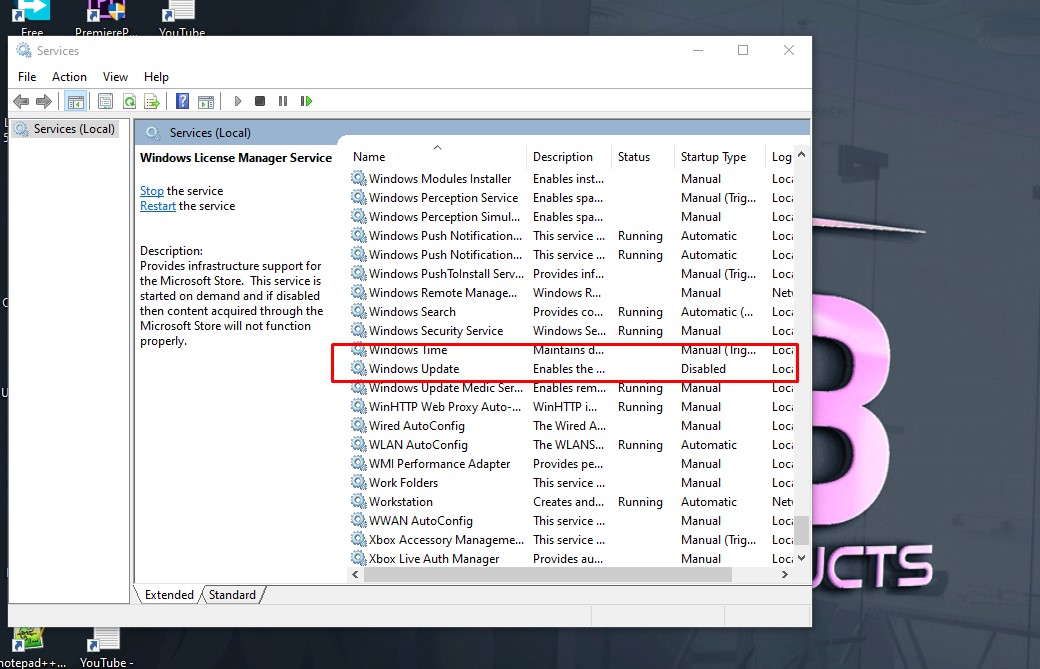 Free
PremiereP...
YouTube
Services
File Action View Help
Services (Local)
Services (Local)
Windows License Manager Service
Stop the service
Restart the service
Description:
Provides infrastructure support for
the Microsoft Store. This service is
started on demand and if disabled
then content acquired through the
Microsoft Store will not function
properly.
Name Description Status Startup Type Log
Windows Modules Installer Enables inst... Manual Loca
Windows Perception Service Enables spa... Manual (Trig... Loca
Windows Perception Simul... Enables spa... Manual Loca
Windows Push Notification... This service ... Running Automatic Loca
Windows Push Notification... This service ... Running Automatic Loca
Windows PushToInstall Serv... Provides inf... Manual (Trig... Loca
Windows Remote Manage... Windows R... Manual Netw
Windows Search Provides co... Running Automatic (... Loca
Windows Security Service Windows Se... Running Manual Loca
Windows Time Maintains d... Manual (Trig... Loca
Windows Update Enables the ... Disabled Loca
Windows Update Medic Ser... Enables rem... Running Manual Loca
WinHTTP Web Proxy Auto-... WinHTTP i... Running Manual Loca
Wired AutoConfig The Wired A... Manual Loca
WLAN AutoConfig The WLANS... Running Automatic Loca
WMI Performance Adapter Provides pe... Manual Loca
Work Folders This service ... Manual Loca
Workstation Creates and... Running Automatic Netw
WWAN AutoConfig This service ... Manual Loca
Xbox Accessory Manageme... This service ... Manual (Trig... Loca
Xbox Live Auth Manager Provides au... Manual Loca
Extended Standard
B
UCTS
notepad++...
YouTube -